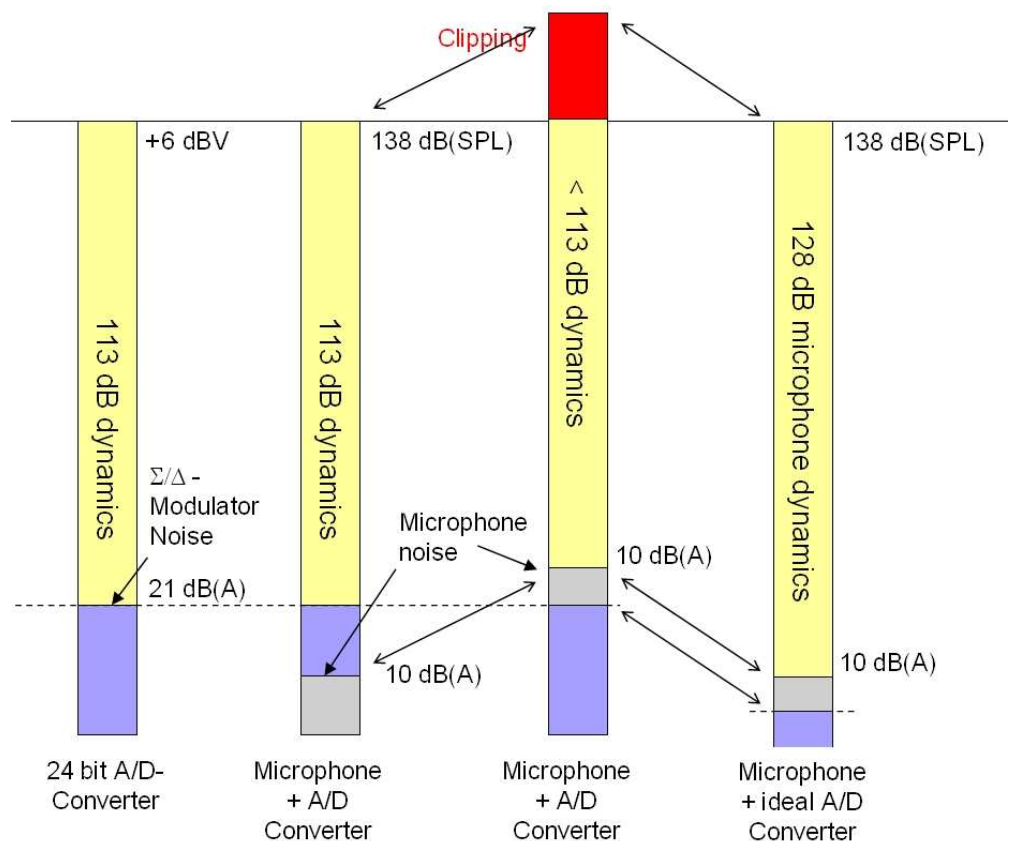 Clipping
+6 dBV
138 dB(SPL)
138 dB(SPL)
113 dB dynamics
113 dB dynamics
< 113 dB dynamics
128 dB microphone dynamics
Σ/Δ -
Modulator
Noise
Microphone
noise
21 dB(A)
10 dB(A)
10 dB(A)
10 dB(A)
24 bit A/D-
Converter
Microphone
+ A/D
Converter
Microphone
+ A/D
Converter
Microphone
+ ideal A/D
Converter